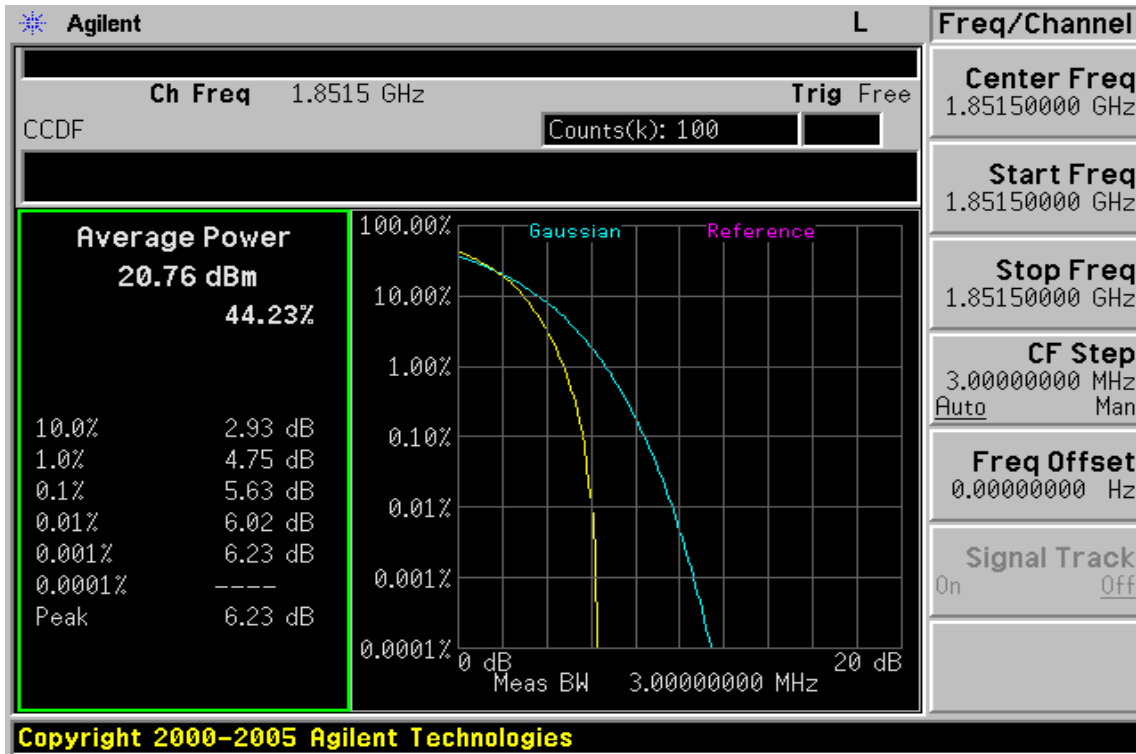 Agilent L Freq/Channel
Ch Freq 1.8515 GHz Trig Free
CCDF Counts(k): 100
Average Power
20.76 dBm
44.23%
10.0% 2.93 dB
1.0% 4.75 dB
0.1% 5.63 dB
0.01% 6.02 dB
0.001% 6.23 dB
0.0001% ----
Peak 6.23 dB
Gaussian Reference
100.00%
10.00%
1.00%
0.10%
0.01%
0.001%
0.0001%
0 dB 20 dB
Meas BW 3.00000000 MHz
Center Freq
1.85150000 GHz
Start Freq
1.85150000 GHz
Stop Freq
1.85150000 GHz
CF Step
3.00000000 MHz
Auto Man
Freq Offset
0.00000000 Hz
Signal Track
On Off
Copyright 2000-2005 Agilent Technologies